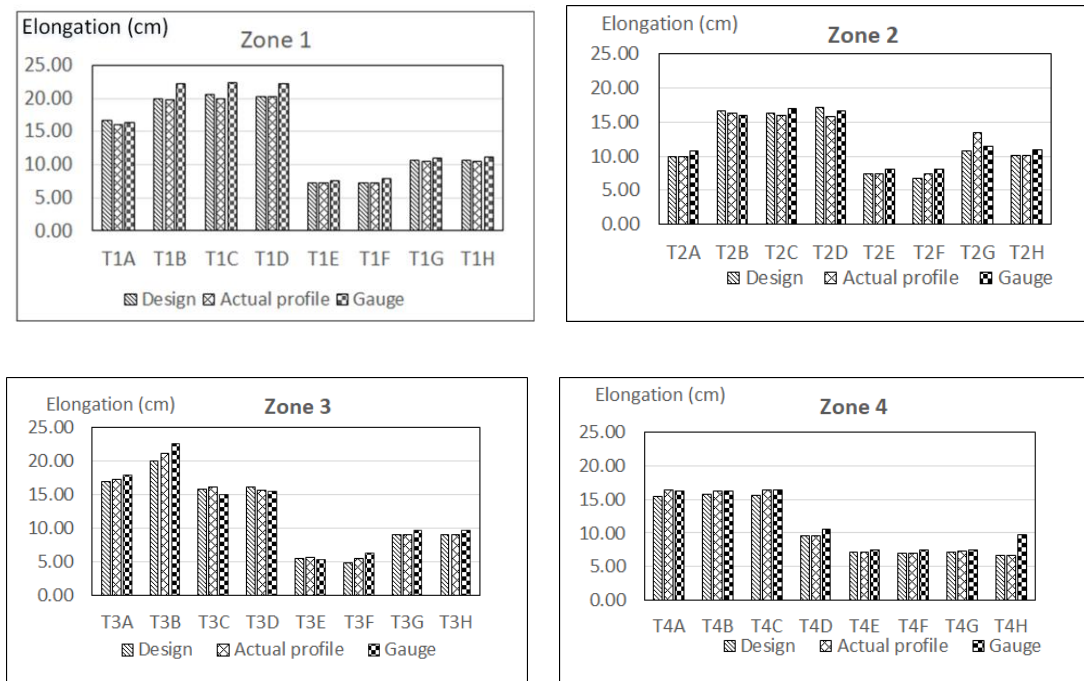 Elongation (cm)
Zone 1
25.00
20.00
15.00
10.00
5.00
0.00
T1A T1B T1C T1D T1E T1F T1G T1H
Design Actual profile Gauge
Elongation (cm)
Zone 2
25.00
20.00
15.00
10.00
5.00
0.00
T2A T2B T2C T2D T2E T2F T2G T2H
Design Actual profile Gauge
Elongation (cm)
Zone 3
25.00
20.00
15.00
10.00
5.00
0.00
T3A T3B T3C T3D T3E T3F T3G T3H
Design Actual profile Gauge
Elongation (cm)
Zone 4
25.00
20.00
15.00
10.00
5.00
0.00
T4A T4B T4C T4D T4E T4F T4G T4H
Design Actual profile Gauge